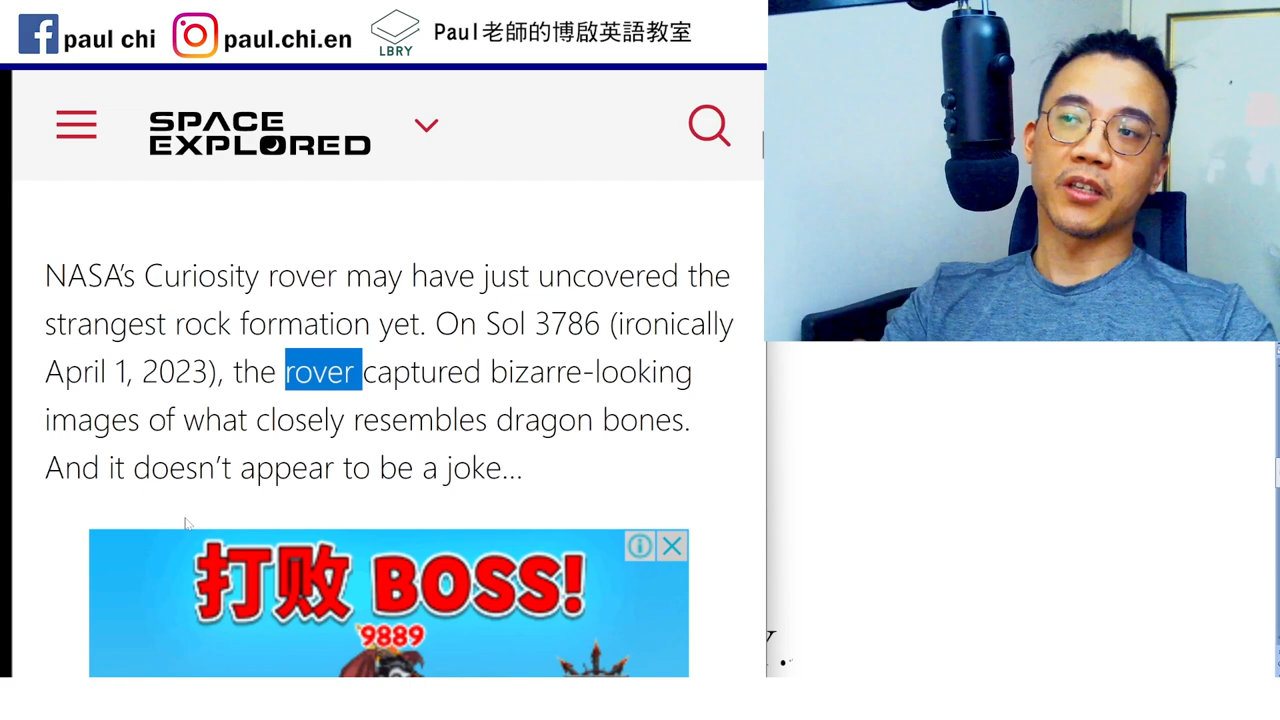 paul chi
paul.chi.en
LBRY
Paul老師的博啟英語教室
SPACE
EXPLORED
NASA's Curiosity rover may have just uncovered the
strangest rock formation yet. On Sol 3786 (ironically
April 1, 2023), the rover captured bizarre-looking
images of what closely resembles dragon bones.
And it doesn't appear to be a joke...
打败 BOSS!
9889